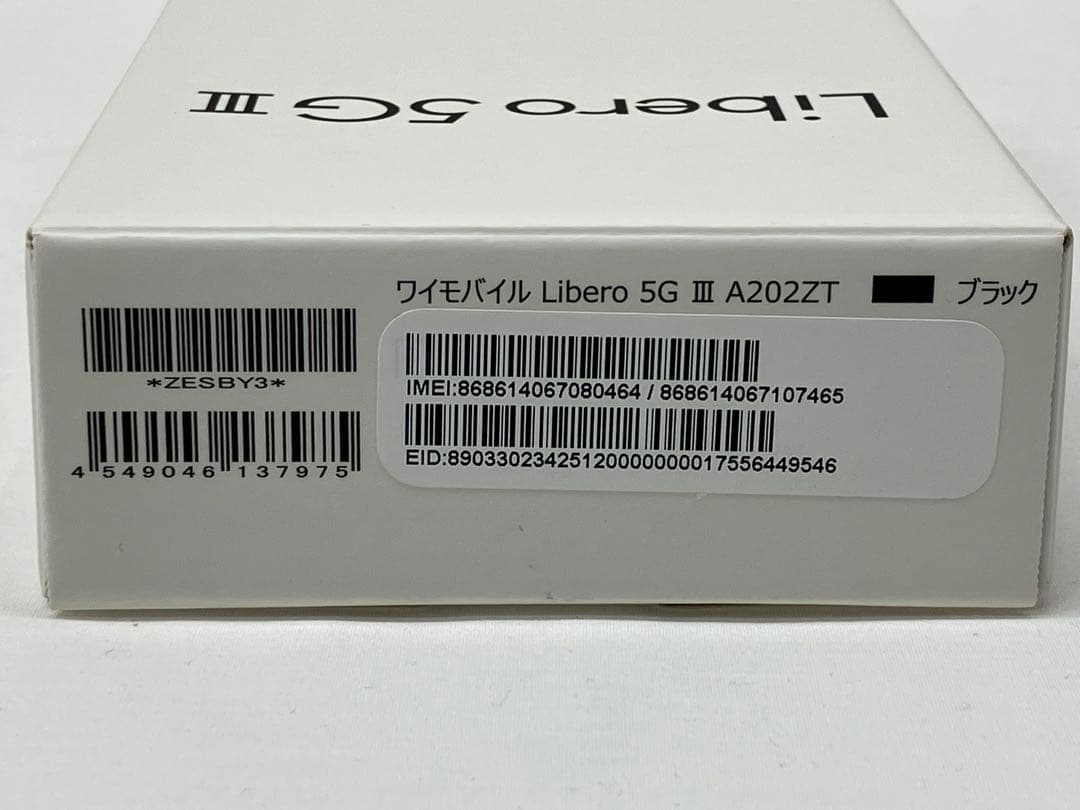 Libero 5G III
ワイモバイル Libero 5G III A202ZT ブラック
*ZESBY3*
4 549046 137975
IMEI:868614067080464 / 868614067107465
EID:89033023425120000000017556449546